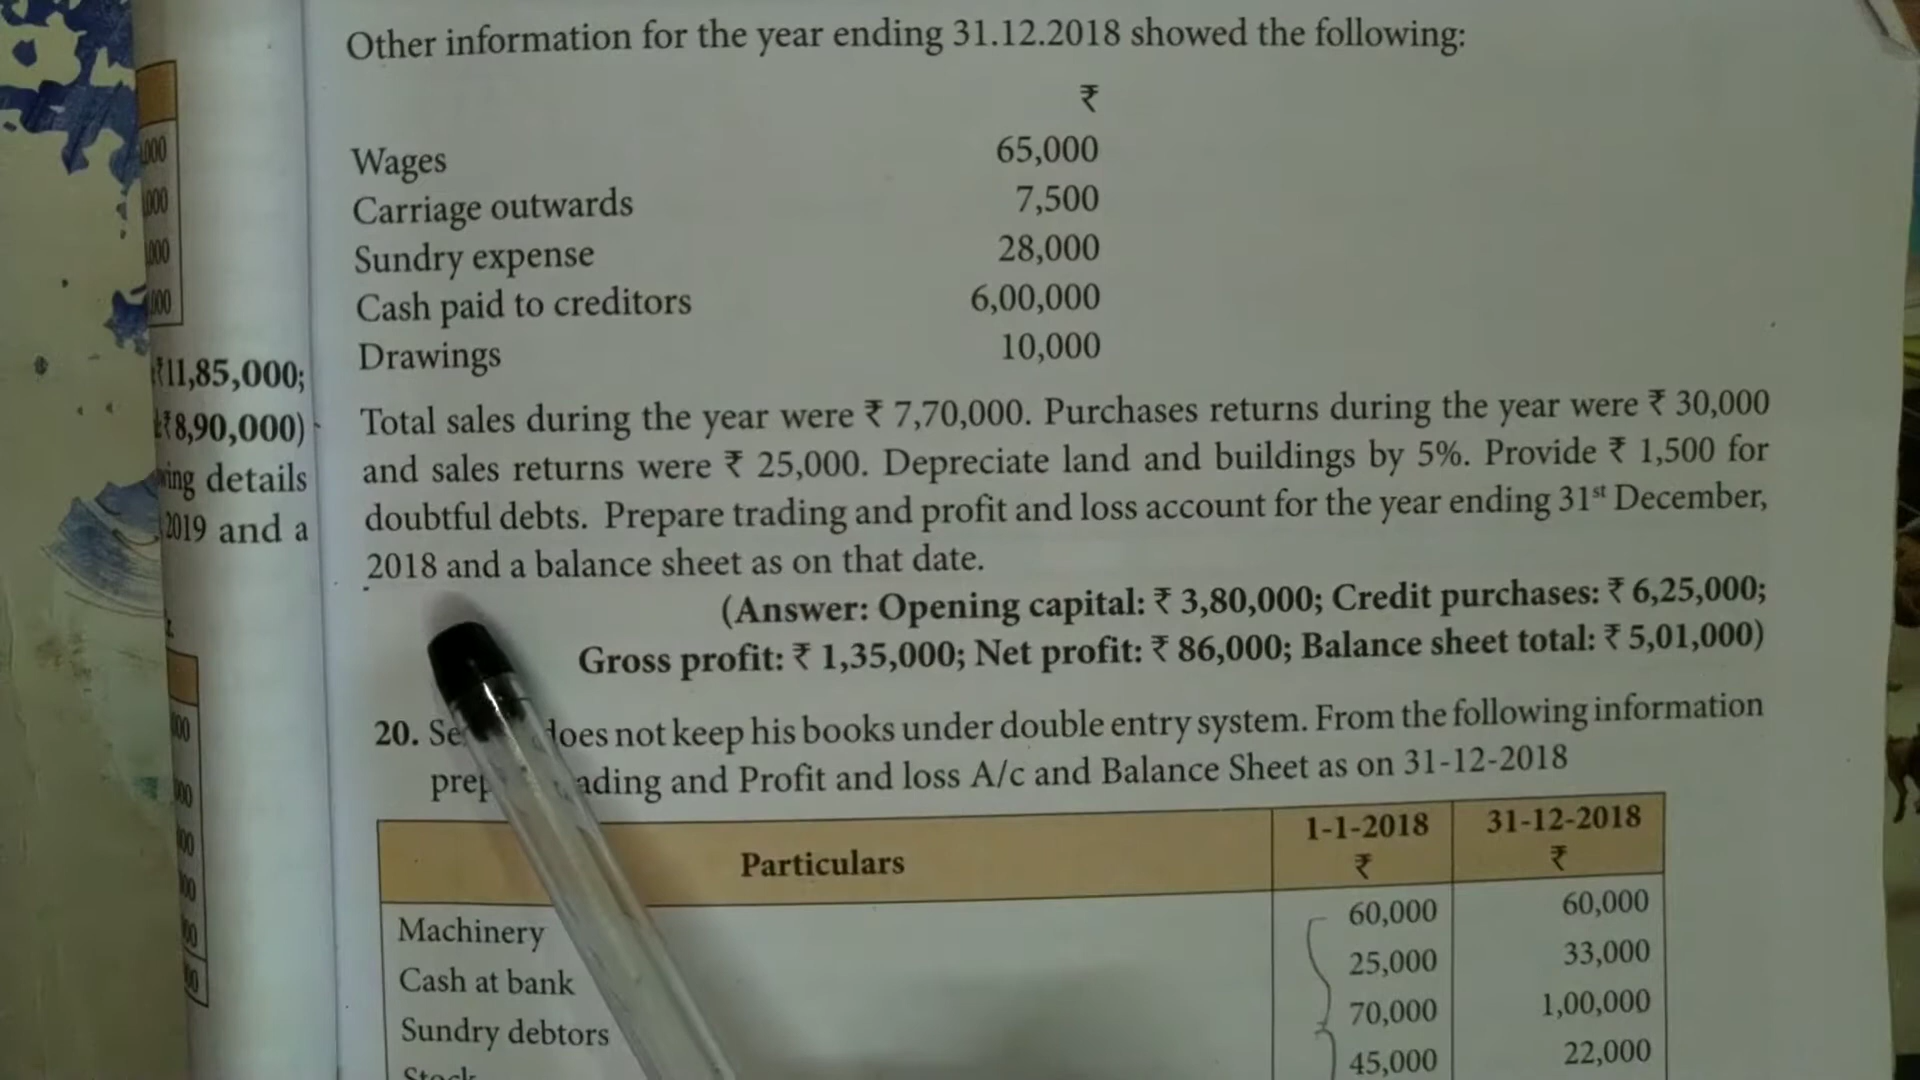 Other information for the year ending 31.12.2018 showed the following:
₹
Wages 65,000
Carriage outwards 7,500
Sundry expense 28,000
Cash paid to creditors 6,00,000
Drawings 10,000
Total sales during the year were ₹ 7,70,000. Purchases returns during the year were ₹ 30,000
and sales returns were ₹ 25,000. Depreciate land and buildings by 5%. Provide ₹ 1,500 for
doubtful debts. Prepare trading and profit and loss account for the year ending 31st December,
2018 and a balance sheet as on that date.
(Answer: Opening capital: ₹ 3,80,000; Credit purchases: ₹ 6,25,000;
Gross profit: ₹ 1,35,000; Net profit: ₹ 86,000; Balance sheet total: ₹ 5,01,000)
20. does not keep his books under double entry system. From the following information
and Profit and loss A/c and Balance Sheet as on 31-12-2018
Particulars 1-1-2018 31-12-2018
₹ ₹
Machinery 60,000 60,000
Cash at bank 25,000 33,000
Sundry debtors 70,000 1,00,000
Stock 45,000 22,000
₹11,85,000;
₹8,90,000)
details
2019 and a